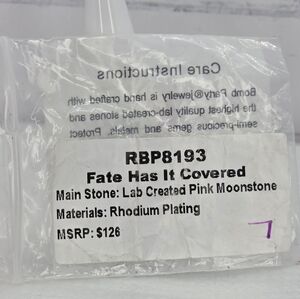 Care Instructions
Bomb Party® jewelry is hand crafted with
the highest quality lab-created stones and
semi-precious gems and metals. Protect
RBP8193
Fate Has It Covered
Main Stone: Lab Created Pink Moonstone
Materials: Rhodium Plating
MSRP: $126
7